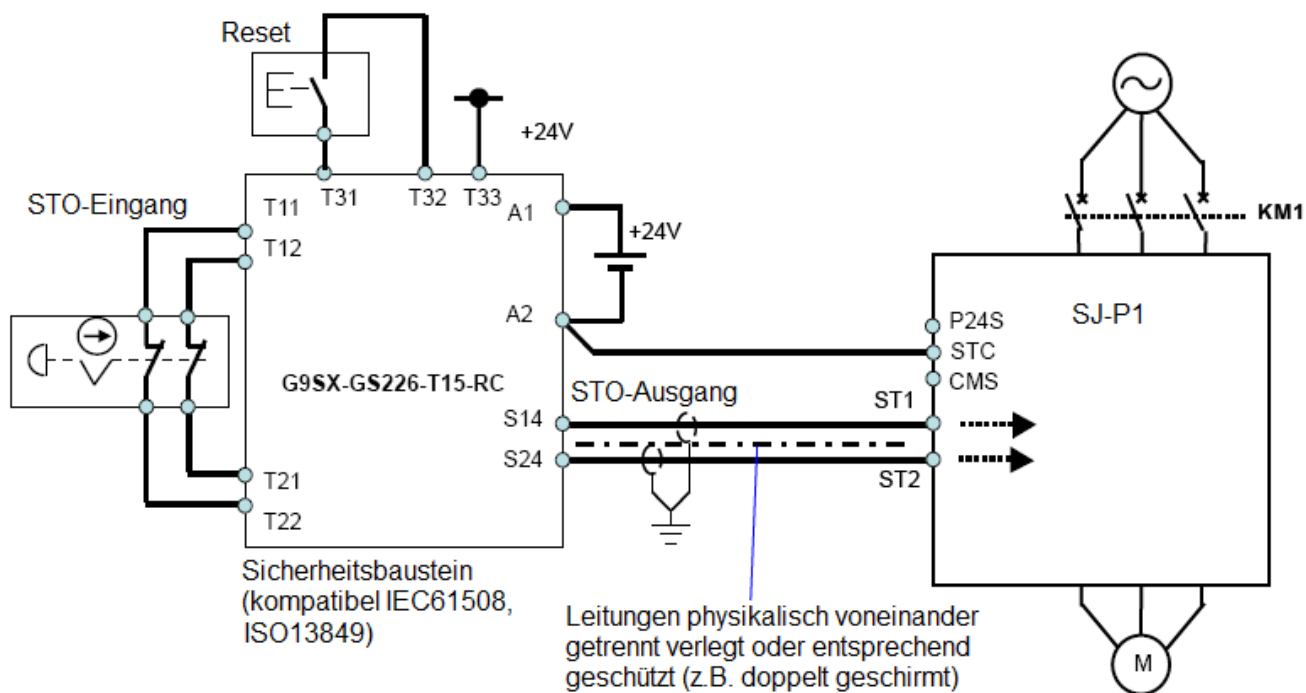 Reset
+24V
T31
T32
T33
STO-Eingang
T11
T12
A1
+24V
KM1
A2
P24S
SJ-P1
STC
CMS
G9SX-GS226-T15-RC
STO-Ausgang
ST1
S14
S24
ST2
T21
T22
Sicherheitsbaustein
(kompatibel IEC61508,
ISO13849)
Leitungen physikalisch voneinander
getrennt verlegt oder entsprechend
geschützt (z.B. doppelt geschirmt)
M